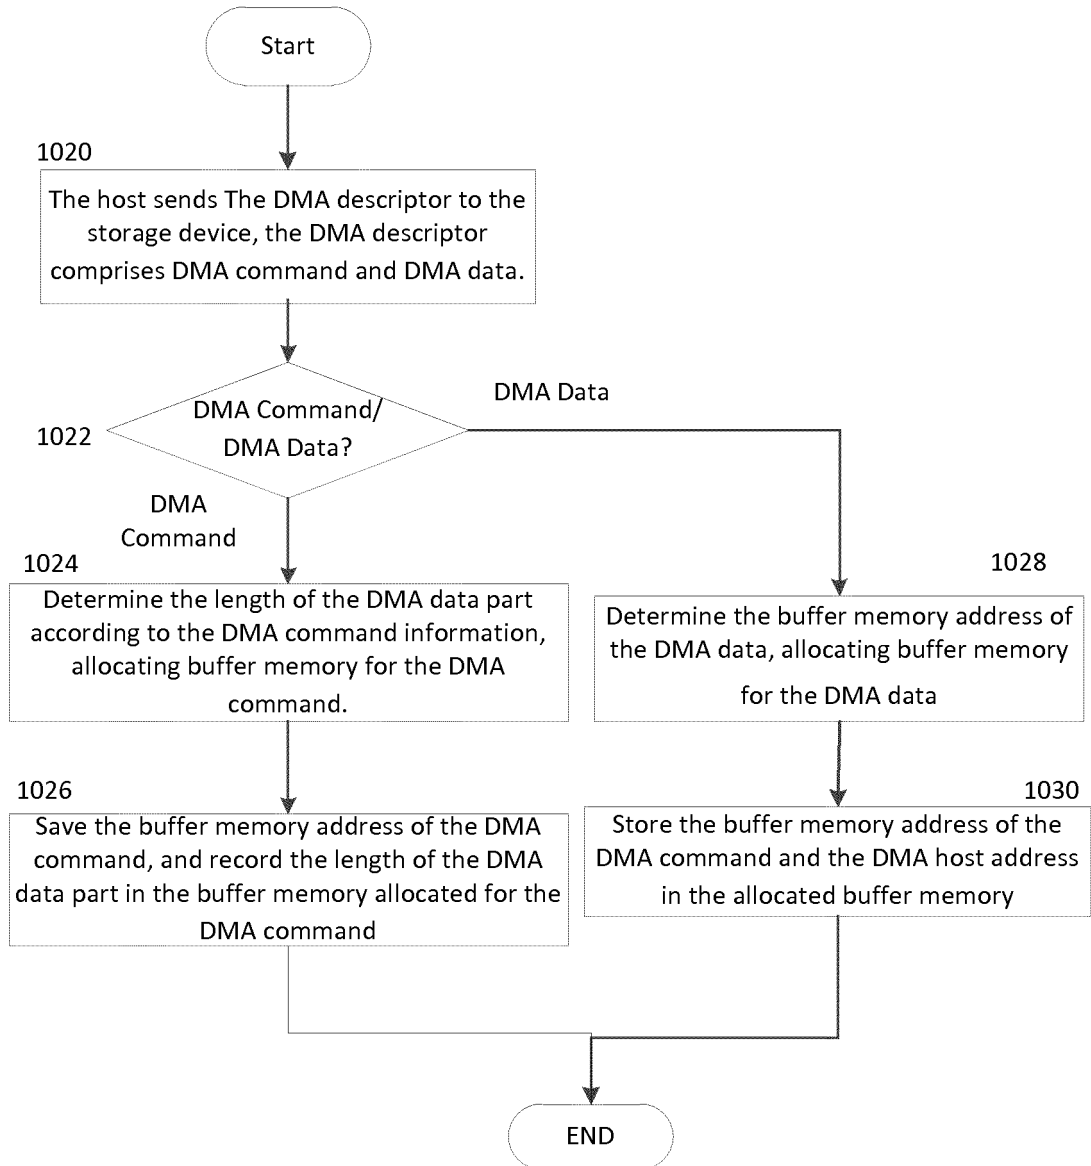 Start
1020
The host sends The DMA descriptor to the
storage device, the DMA descriptor
comprises DMA command and DMA data.
DMA Data
DMA Command/
DMA Data?
1022
DMA
Command
1024
Determine the length of the DMA data part
according to the DMA command information,
allocating buffer memory for the DMA
command.
1028
Determine the buffer memory address of
the DMA data, allocating buffer memory
for the DMA data
1026
Save the buffer memory address of the DMA
command, and record the length of the DMA
data part in the buffer memory allocated for the
DMA command
1030
Store the buffer memory address of the
DMA command and the DMA host address
in the allocated buffer memory
END